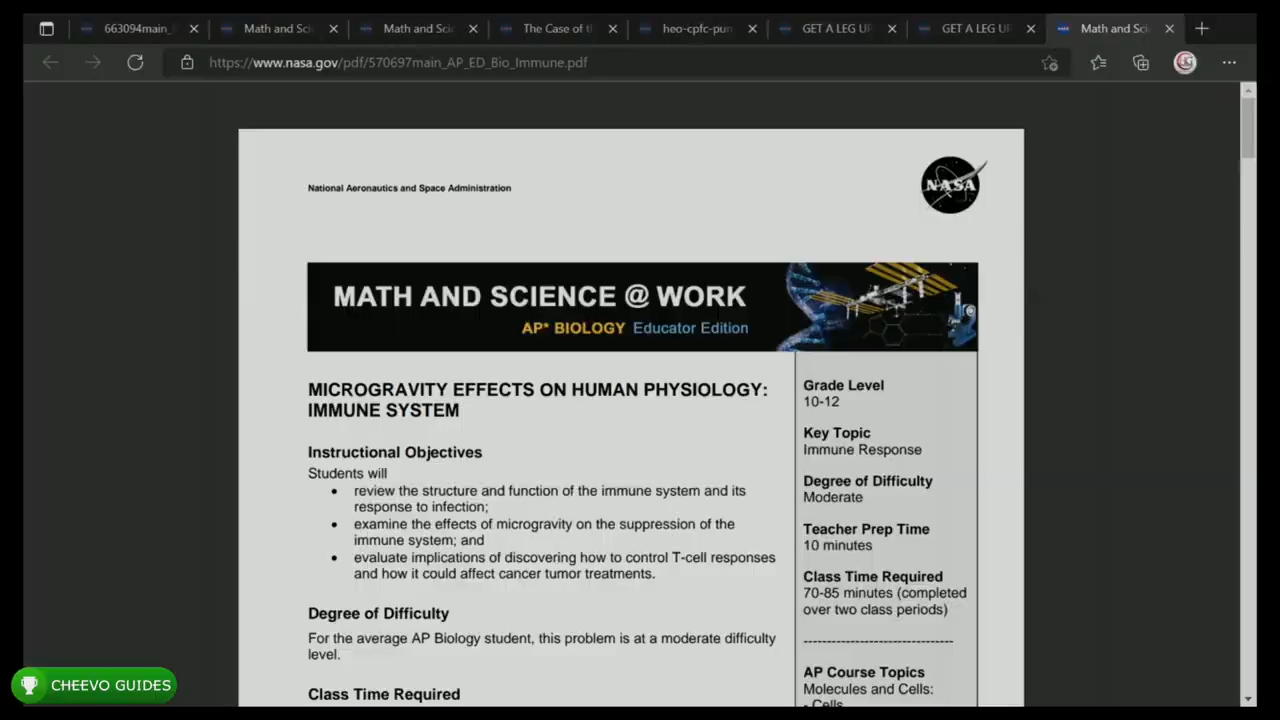 663094main_
Math and Sci
Math and Sci
The Case of t
heo-cpfc-pun
GET A LEG UP
GET A LEG UP
Math and Sci
https://www.nasa.gov/pdf/570697main_AP_ED_Bio_Immune.pdf
National Aeronautics and Space Administration
NASA
MATH AND SCIENCE @ WORK
AP* BIOLOGY Educator Edition
MICROGRAVITY EFFECTS ON HUMAN PHYSIOLOGY:
IMMUNE SYSTEM
Instructional Objectives
Students will
• review the structure and function of the immune system and its
response to infection;
• examine the effects of microgravity on the suppression of the
immune system; and
• evaluate implications of discovering how to control T-cell responses
and how it could affect cancer tumor treatments.
Degree of Difficulty
For the average AP Biology student, this problem is at a moderate difficulty
level.
Class Time Required
Grade Level
10-12
Key Topic
Immune Response
Degree of Difficulty
Moderate
Teacher Prep Time
10 minutes
Class Time Required
70-85 minutes (completed
over two class periods)
--------------------------------
AP Course Topics
Molecules and Cells:
- Cells
CHEEVO GUIDES